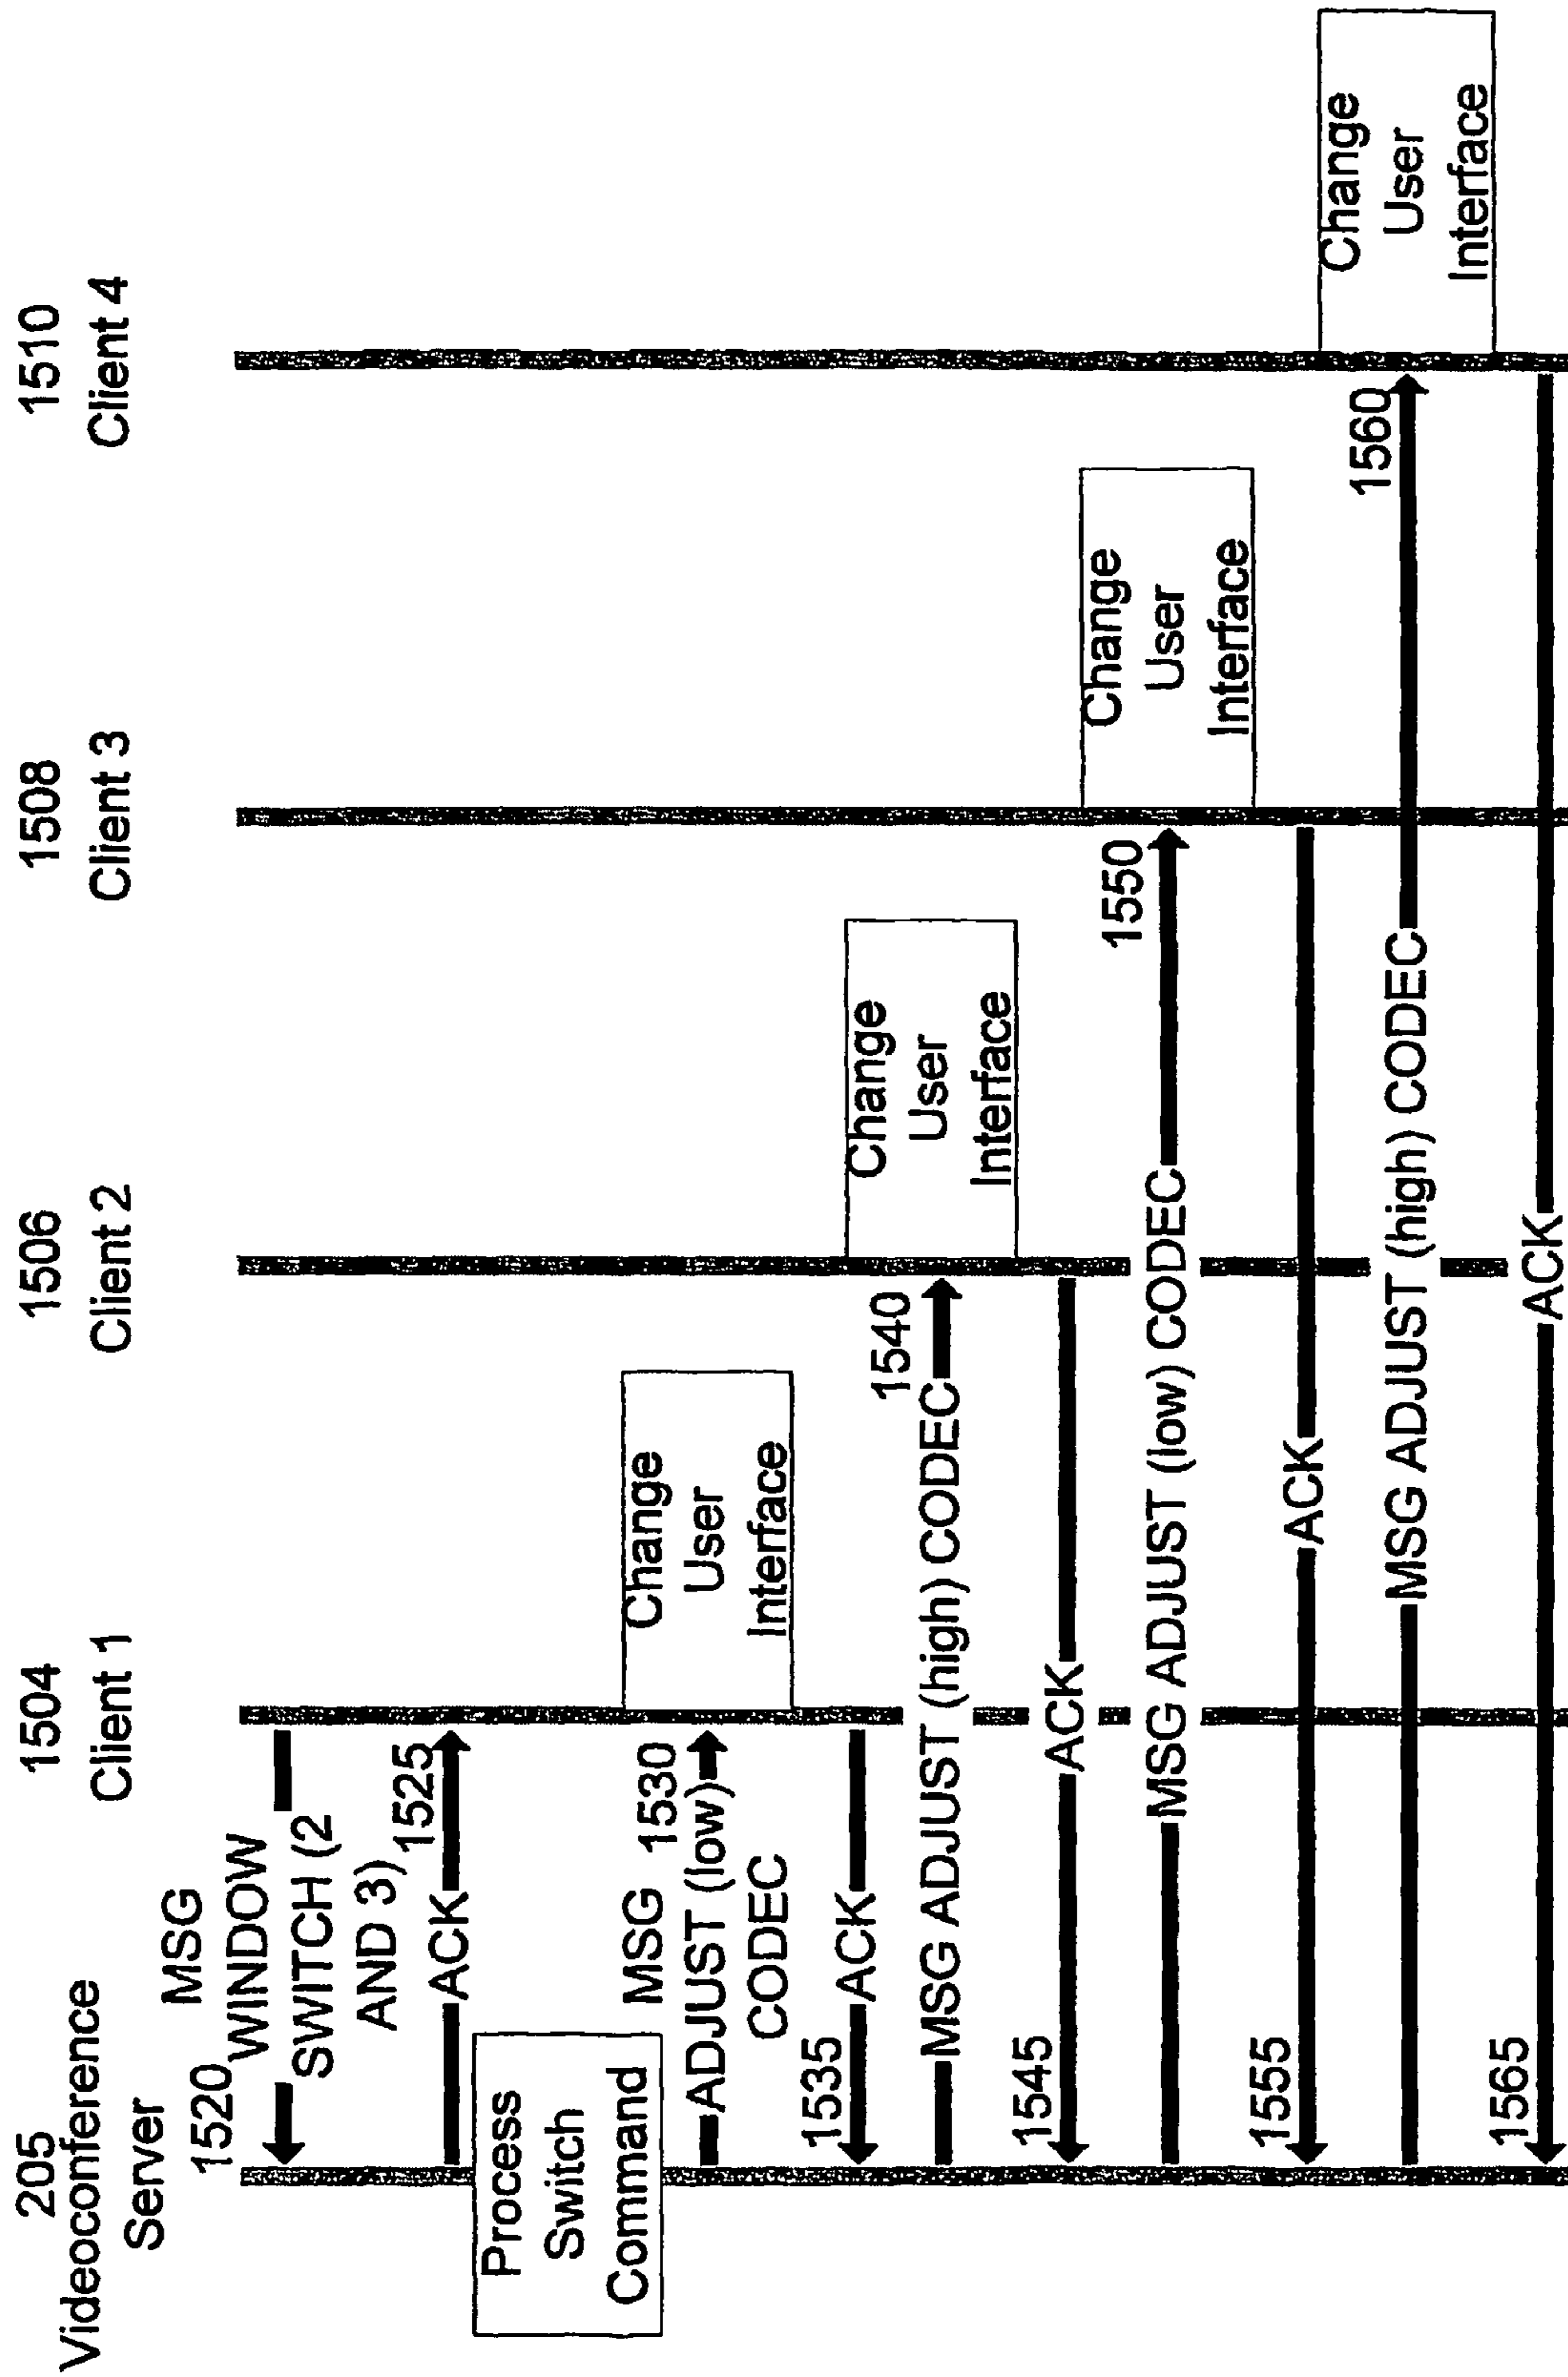 205
Videoconference
Server
1504
Client 1
1506
Client 2
1508
Client 3
1510
Client 4
1520
MSG
WINDOW
SWITCH (2
AND 3)
1525
ACK
Process
Switch
Command
MSG 1530
ADJUST (low)
CODEC
Change
User
Interface
1535
ACK
1540
MSG ADJUST (high) CODEC
Change
User
Interface
1545
ACK
1550
MSG ADJUST (low) CODEC
Change
User
Interface
1555
ACK
1560
MSG ADJUST (high) CODEC
Change
User
Interface
1565
ACK